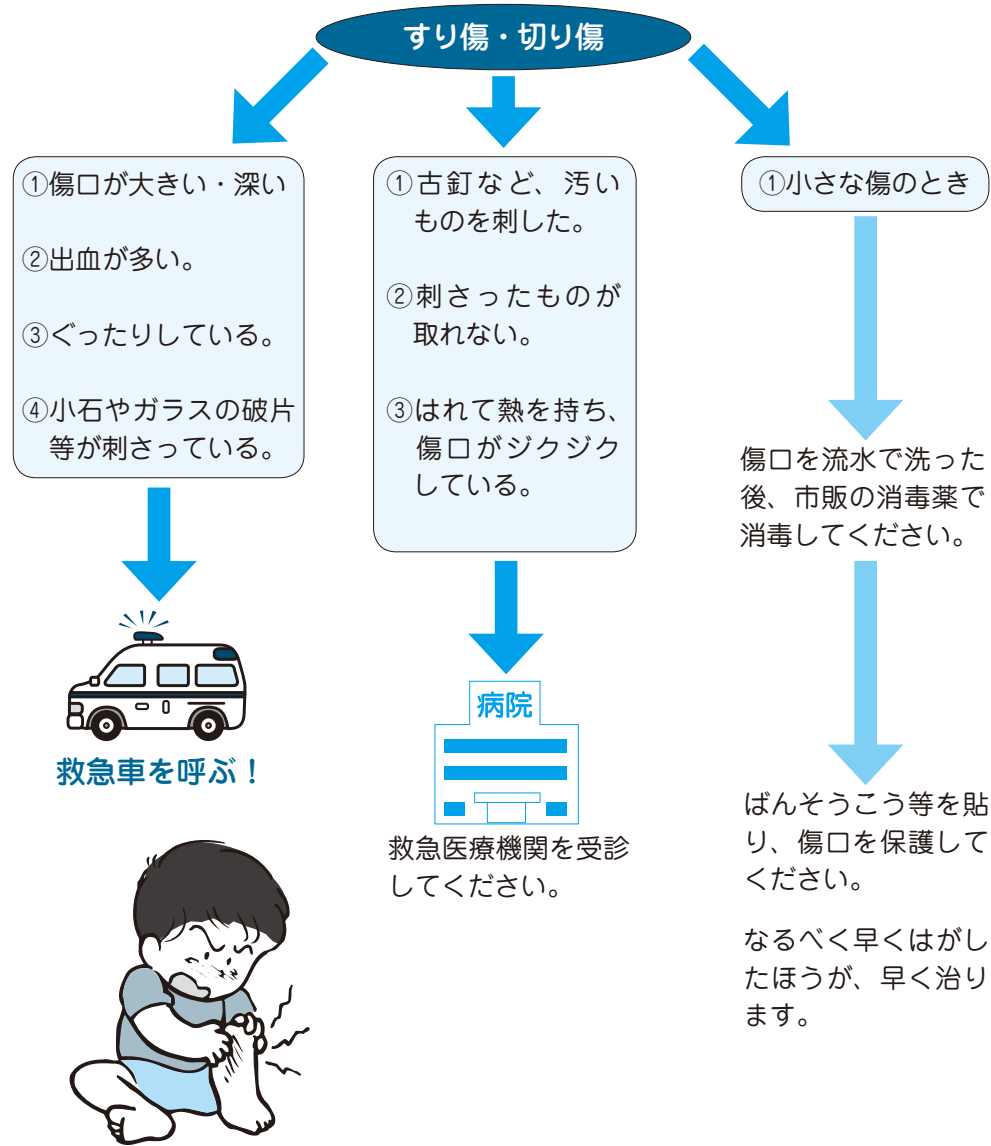 すり傷・切り傷
①傷口が大きい・深い
②出血が多い。
③ぐったりしている。
④小石やガラスの破片
等が刺さっている。
救急車を呼ぶ！
①古釘など、汚い
ものを刺した。
②刺さったものが
取れない。
③はれて熱を持ち、
傷口がジクジク
している。
病院
救急医療機関を受診
してください。
①小さな傷のとき
傷口を流水で洗った
後、市販の消毒薬で
消毒してください。
ばんそうこう等を貼
り、傷口を保護して
ください。
なるべく早くはがし
たほうが、早く治り
ます。